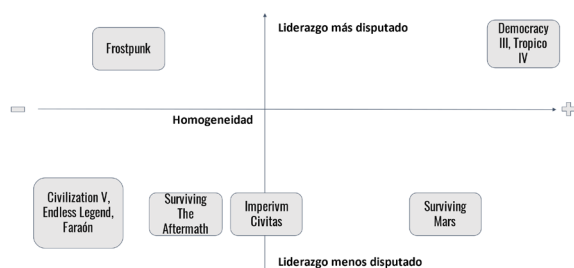 Liderazgo más disputado
Frostpunk
Democracy
III, Tropico
IV
Homogeneidad
Civilization V,
Endless Legend,
Faraón
Surviving
The
Aftermath
Imperivm
Civitas
Surviving
Mars
Liderazgo menos disputado